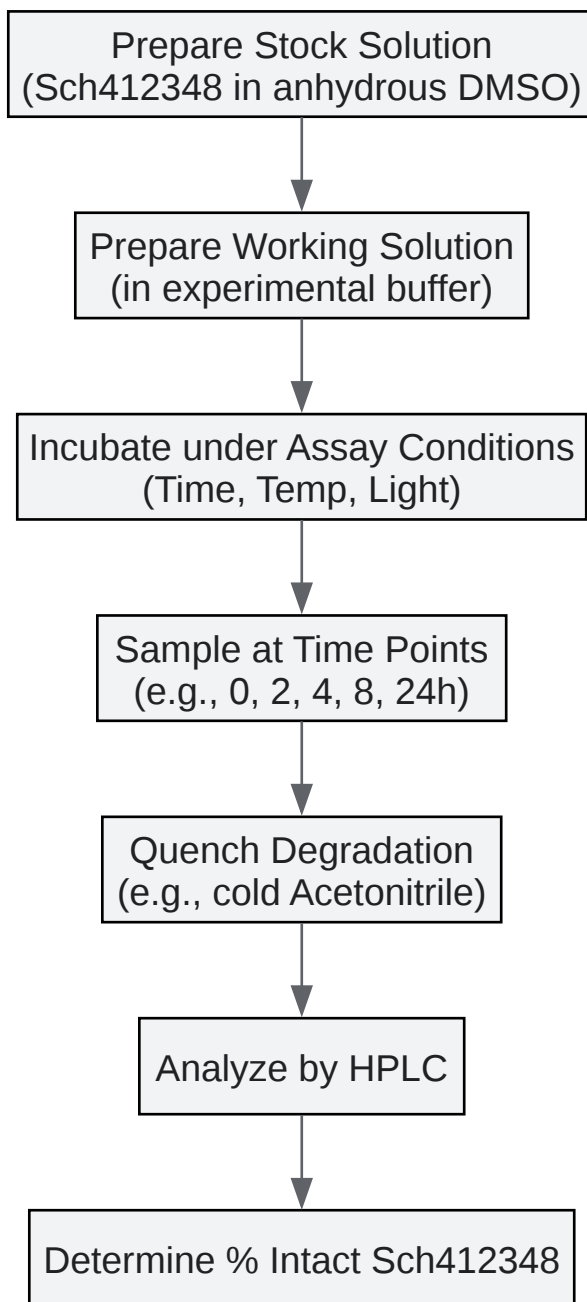 Prepare Stock Solution
(Sch412348 in anhydrous DMSO)
Prepare Working Solution
(in experimental buffer)
Incubate under Assay Conditions
(Time, Temp, Light)
Sample at Time Points
(e.g., 0, 2, 4, 8, 24h)
Quench Degradation
(e.g., cold Acetonitrile)
Analyze by HPLC
Determine % Intact Sch412348